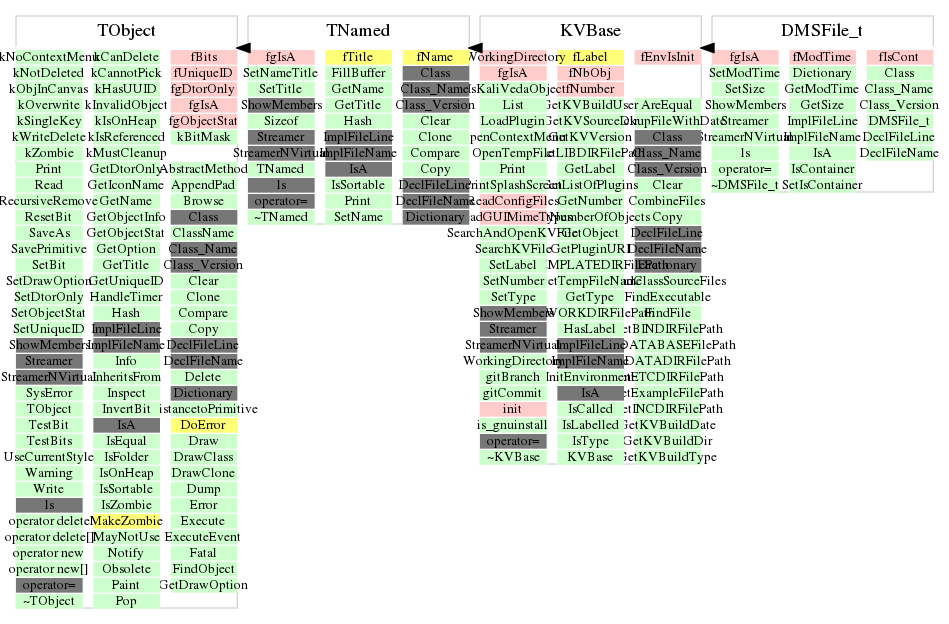 TObject
TNamed
KVBase
DMSFile_t
kNoContextMenu kCanDelete fBits
kNotDeleted kCannotPick fUniqueID
kObjInCanvas kHasUUID fgDtorOnly
kOverwrite kInvalidObject fgIsA
kSingleKey kIsOnHeap fgObjectStat
kWriteDelete kIsReferenced kBitMask
kZombie kMustCleanup
Print GetDtorOnly AbstractMethod
Read GetIconName AppendPad
RecursiveRemove GetName Browse
ResetBit GetObjectInfo Class
SaveAs GetObjectStat ClassName
SavePrimitive GetOption Class_Name
SetBit GetTitle Class_Version
SetDrawOption GetUniqueID Clear
SetDtorOnly HandleTimer Clone
SetObjectStat Hash Compare
SetUniqueID ImplFileLine Copy
ShowMembers ImplFileName DeclFileLine
Streamer Info DeclFileName
StreamerNVirtual InheritsFrom Delete
SysError Inspect Dictionary
TObject InvertBit istancetoPrimitive
TestBit IsA DoError
TestBits IsEqual Draw
UseCurrentStyle IsFolder DrawClass
Warning IsOnHeap DrawClone
Write IsSortable Dump
ls IsZombie Error
operator delete MakeZombie Execute
operator delete[] MayNotUse ExecuteEvent
operator new Notify Fatal
operator new[] Obsolete FindObject
operator= Paint GetDrawOption
~TObject Pop
fgIsA fTitle fName
SetNameTitle FillBuffer Class
SetTitle GetName Class_Name
ShowMembers GetTitle Class_Version
Sizeof Hash Clear
Streamer ImplFileLine Clone
StreamerNVirtual ImplFileName Compare
TNamed IsA Copy
ls IsSortable DeclFileLine
operator= Print DeclFileName
~TNamed SetName Dictionary
WorkingDirectory fLabel fEnvIsInit
fgIsA fNbObj
IsKaliVedaObject fNumber
List GetKVBuildUser AreEqual
LoadPlugin GetKVSourceDir BackupFileWithDate
OpenContextMenu GetKVVersion Class
OpenTempFile GetLIBDIRFilePath Class_Name
Print GetLabel Class_Version
PrintSplashScreen GetListOfPlugins Clear
ReadConfigFiles GetNumber CombineFiles
ReadGUIMimeTypes GetNumberOfObjects Copy
SearchAndOpenKVFile GetObject DeclFileLine
SearchKVFile GetPluginURI DeclFileName
SetLabel GetTEMPLATEDIRFilePath Dictionary
SetNumber GetTempFileName FindClassSourceFiles
SetType GetType FindExecutable
ShowMembers GetWORKDIRFilePath FindFile
Streamer HasLabel GetBINDIRFilePath
StreamerNVirtual ImplFileLine GetDATABASEFilePath
WorkingDirectory ImplFileName GetDATADIRFilePath
gitBranch InitEnvironment GetETCDIRFilePath
gitCommit IsA GetExampleFilePath
init IsCalled GetINCDIRFilePath
is_gnuinstall IsLabelled GetKVBuildDate
operator= IsType GetKVBuildDir
~KVBase KVBase GetKVBuildType
fgIsA fModTime fIsCont
SetModTime Dictionary Class
SetSize GetModTime Class_Name
ShowMembers GetSize Class_Version
Streamer ImplFileLine DMSFile_t
StreamerNVirtual ImplFileName DeclFileLine
ls IsA DeclFileName
operator= IsContainer
~DMSFile_t SetIsContainer